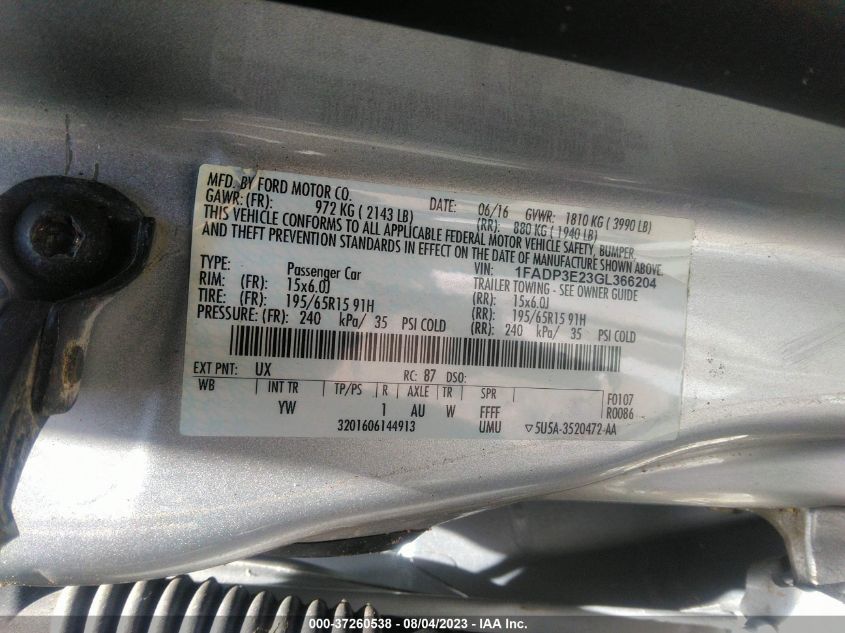 MFD. BY FORD MOTOR CO.
DATE: 06/16 GVWR: 1810 KG ( 3990 LB)
GAWR: (FR): 972 KG ( 2143 LB) (RR): 880 KG ( 1940 LB)
THIS VEHICLE CONFORMS TO ALL APPLICABLE FEDERAL MOTOR VEHICLE SAFETY, BUMPER,
AND THEFT PREVENTION STANDARDS IN EFFECT ON THE DATE OF MANUFACTURE SHOWN ABOVE.
VIN: 1FADP3E23GL366204
TYPE: Passenger Car TRAILER TOWING - SEE OWNER GUIDE
RIM: (FR): 15x6.0J (RR): 15x6.0J
TIRE: (FR): 195/65R15 91H (RR): 195/65R15 91H
PRESSURE: (FR): 240 kPa/ 35 PSI COLD (RR): 240 kPa/ 35 PSI COLD
EXT PNT: UX RC: 87 DSO:
WB INT TR TP/PS R AXLE TR SPR F0107
YW 1 AU W FFFF R0086
3201606144913 UMU ▽5U5A-3520472-AA
000-37260538 - 08/04/2023 - IAA Inc.